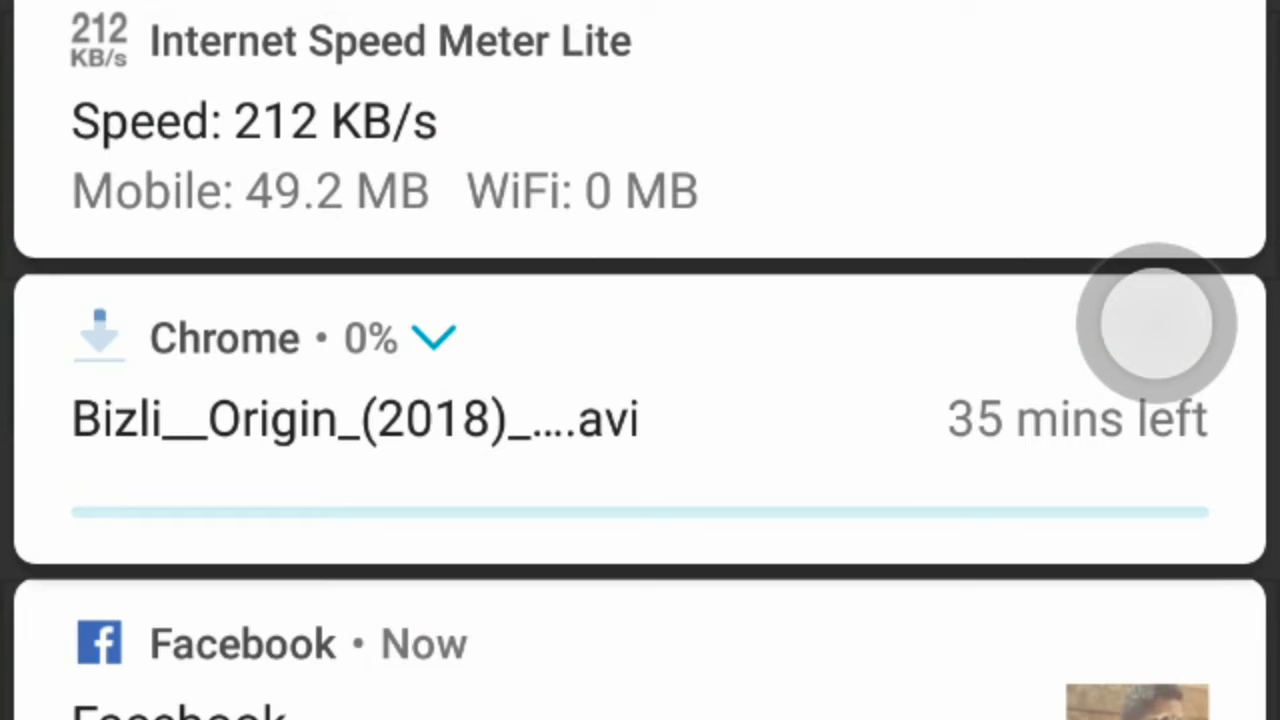 212
KB/s
Internet Speed Meter Lite
Speed: 212 KB/s
Mobile: 49.2 MB WiFi: 0 MB
Chrome • 0%
Bizli__Origin_(2018)_....avi
35 mins left
Facebook • Now
Facebook